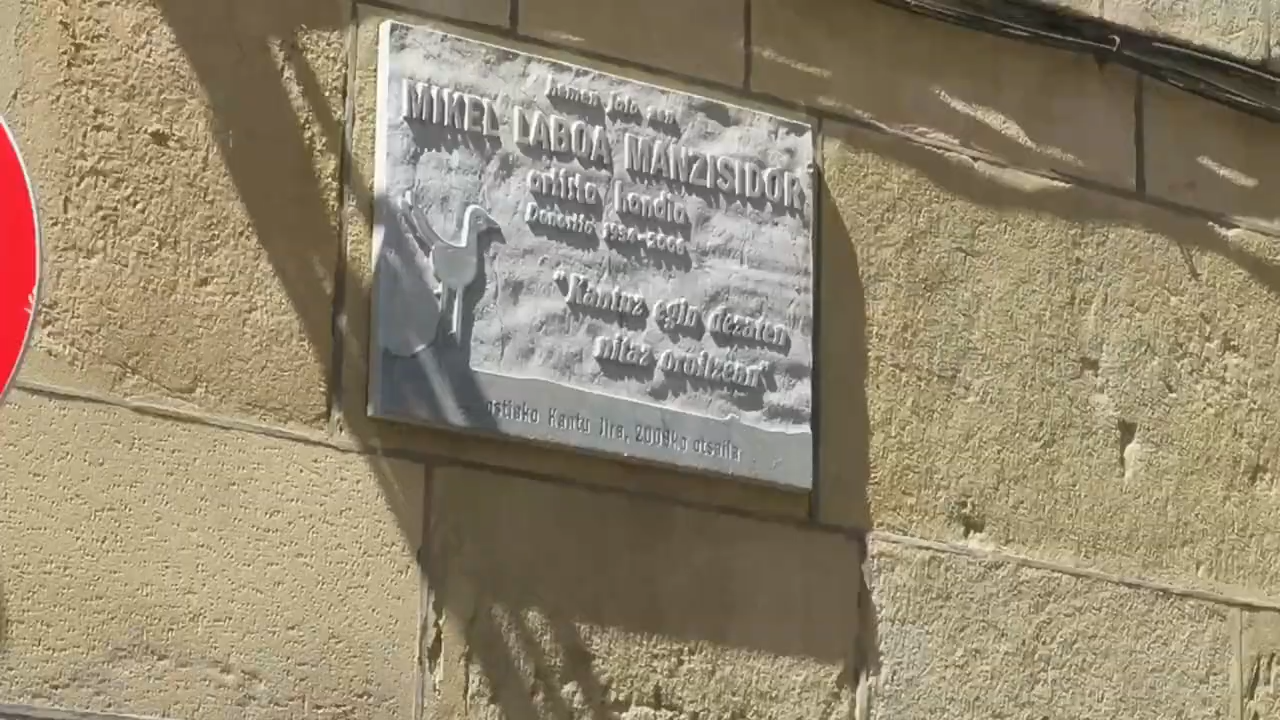 hemen jaio zen
MIKEL LABOA MANZISIDOR
artista handia
Donostia 1934-2008
"Kantuz egin dezaten
nitaz oroitzean"
Kantu Jira, 2009ko otsaila